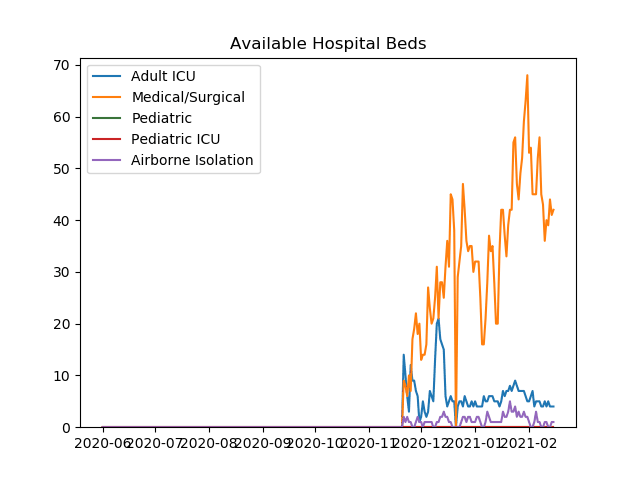 Available Hospital Beds
70
60
50
40
30
20
10
0
Adult ICU
Medical/Surgical
Pediatric
Pediatric ICU
Airborne Isolation
2020-06 2020-07 2020-08 2020-09 2020-10 2020-11 2020-12 2021-01 2021-02